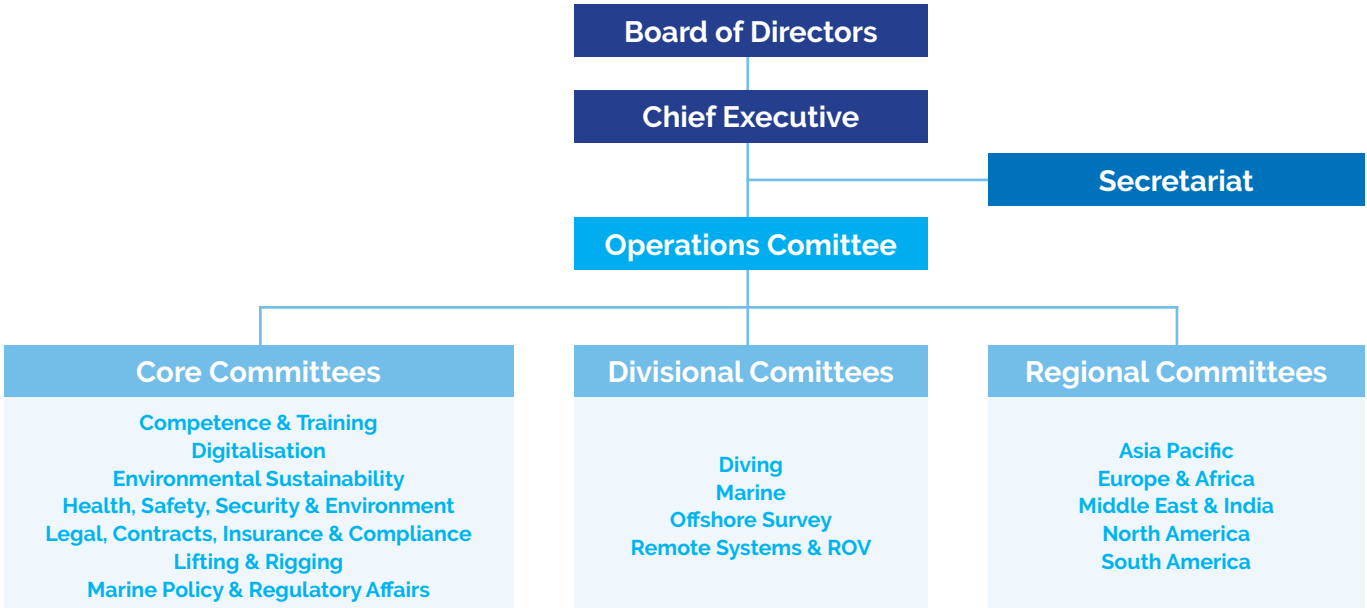 Board of Directors
Chief Executive
Secretariat
Operations Comittee
Core Committees
Competence & Training
Digitalisation
Environmental Sustainability
Health, Safety, Security & Environment
Legal, Contracts, Insurance & Compliance
Lifting & Rigging
Marine Policy & Regulatory Affairs
Divisional Comittees
Diving
Marine
Offshore Survey
Remote Systems & ROV
Regional Committees
Asia Pacific
Europe & Africa
Middle East & India
North America
South America